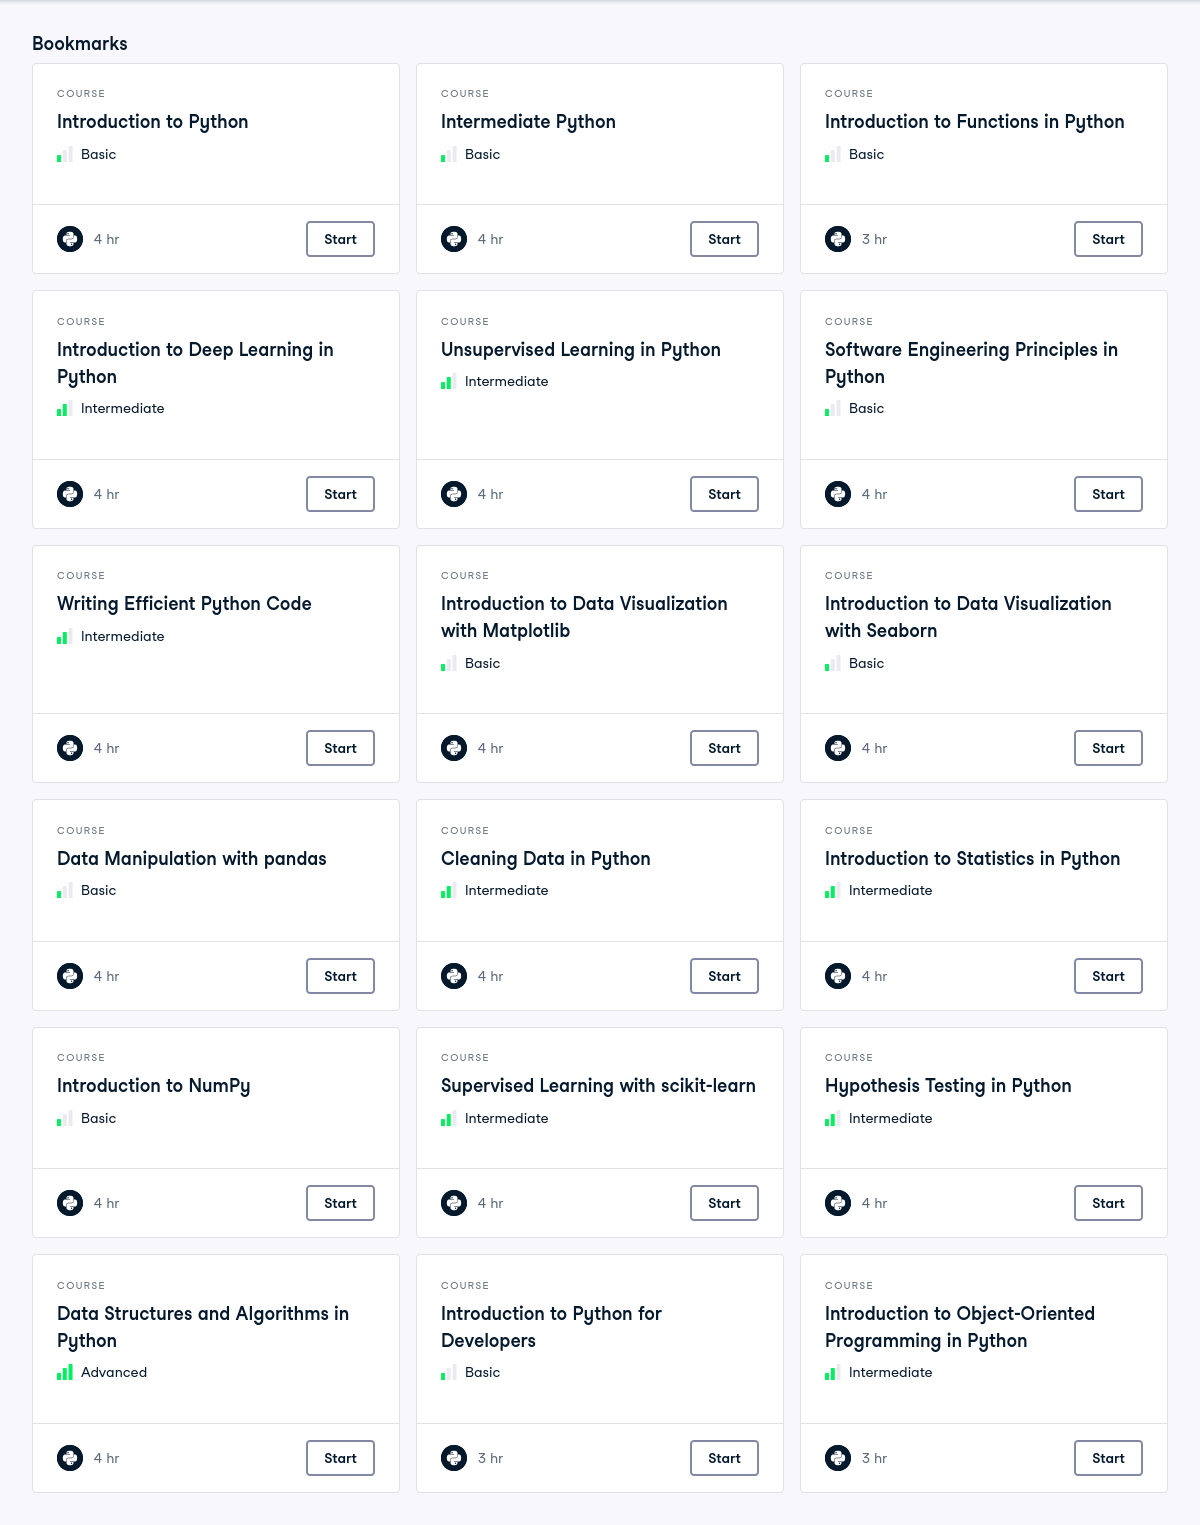 Bookmarks
COURSE
Introduction to Python
Basic
4 hr
Start
COURSE
Intermediate Python
Basic
4 hr
Start
COURSE
Introduction to Functions in Python
Basic
3 hr
Start
COURSE
Introduction to Deep Learning in
Python
Intermediate
4 hr
Start
COURSE
Unsupervised Learning in Python
Intermediate
4 hr
Start
COURSE
Software Engineering Principles in
Python
Basic
4 hr
Start
COURSE
Writing Efficient Python Code
Intermediate
4 hr
Start
COURSE
Introduction to Data Visualization
with Matplotlib
Basic
4 hr
Start
COURSE
Introduction to Data Visualization
with Seaborn
Basic
4 hr
Start
COURSE
Data Manipulation with pandas
Basic
4 hr
Start
COURSE
Cleaning Data in Python
Intermediate
4 hr
Start
COURSE
Introduction to Statistics in Python
Intermediate
4 hr
Start
COURSE
Introduction to NumPy
Basic
4 hr
Start
COURSE
Supervised Learning with scikit-learn
Intermediate
4 hr
Start
COURSE
Hypothesis Testing in Python
Intermediate
4 hr
Start
COURSE
Data Structures and Algorithms in
Python
Advanced
4 hr
Start
COURSE
Introduction to Python for
Developers
Basic
3 hr
Start
COURSE
Introduction to Object-Oriented
Programming in Python
Intermediate
3 hr
Start